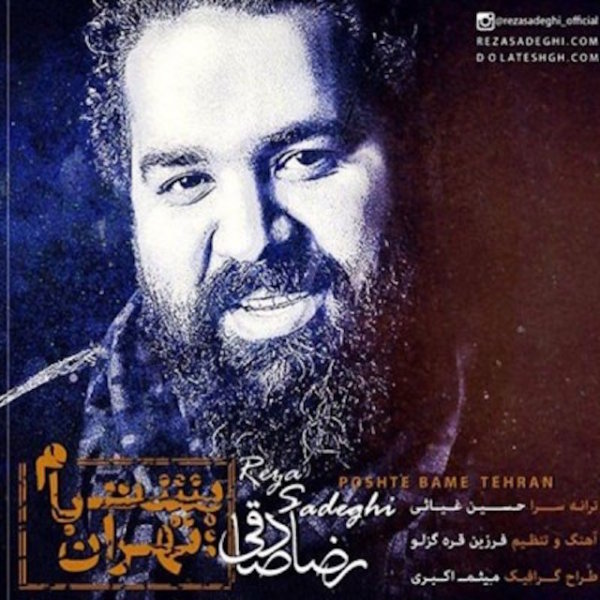 @rezasadeghi_official
REZASADEGHI.COM
DOLATESHGH.COM
پشت بام
تهران
Reza
Sadeghi
رضا صادقی
POSHTE BAME TEHRAN
ترانه سرا حسین غیاثی
آهنگ و تنظیم فرزین قره گزلو
طراح گرافیک میثم اکبری